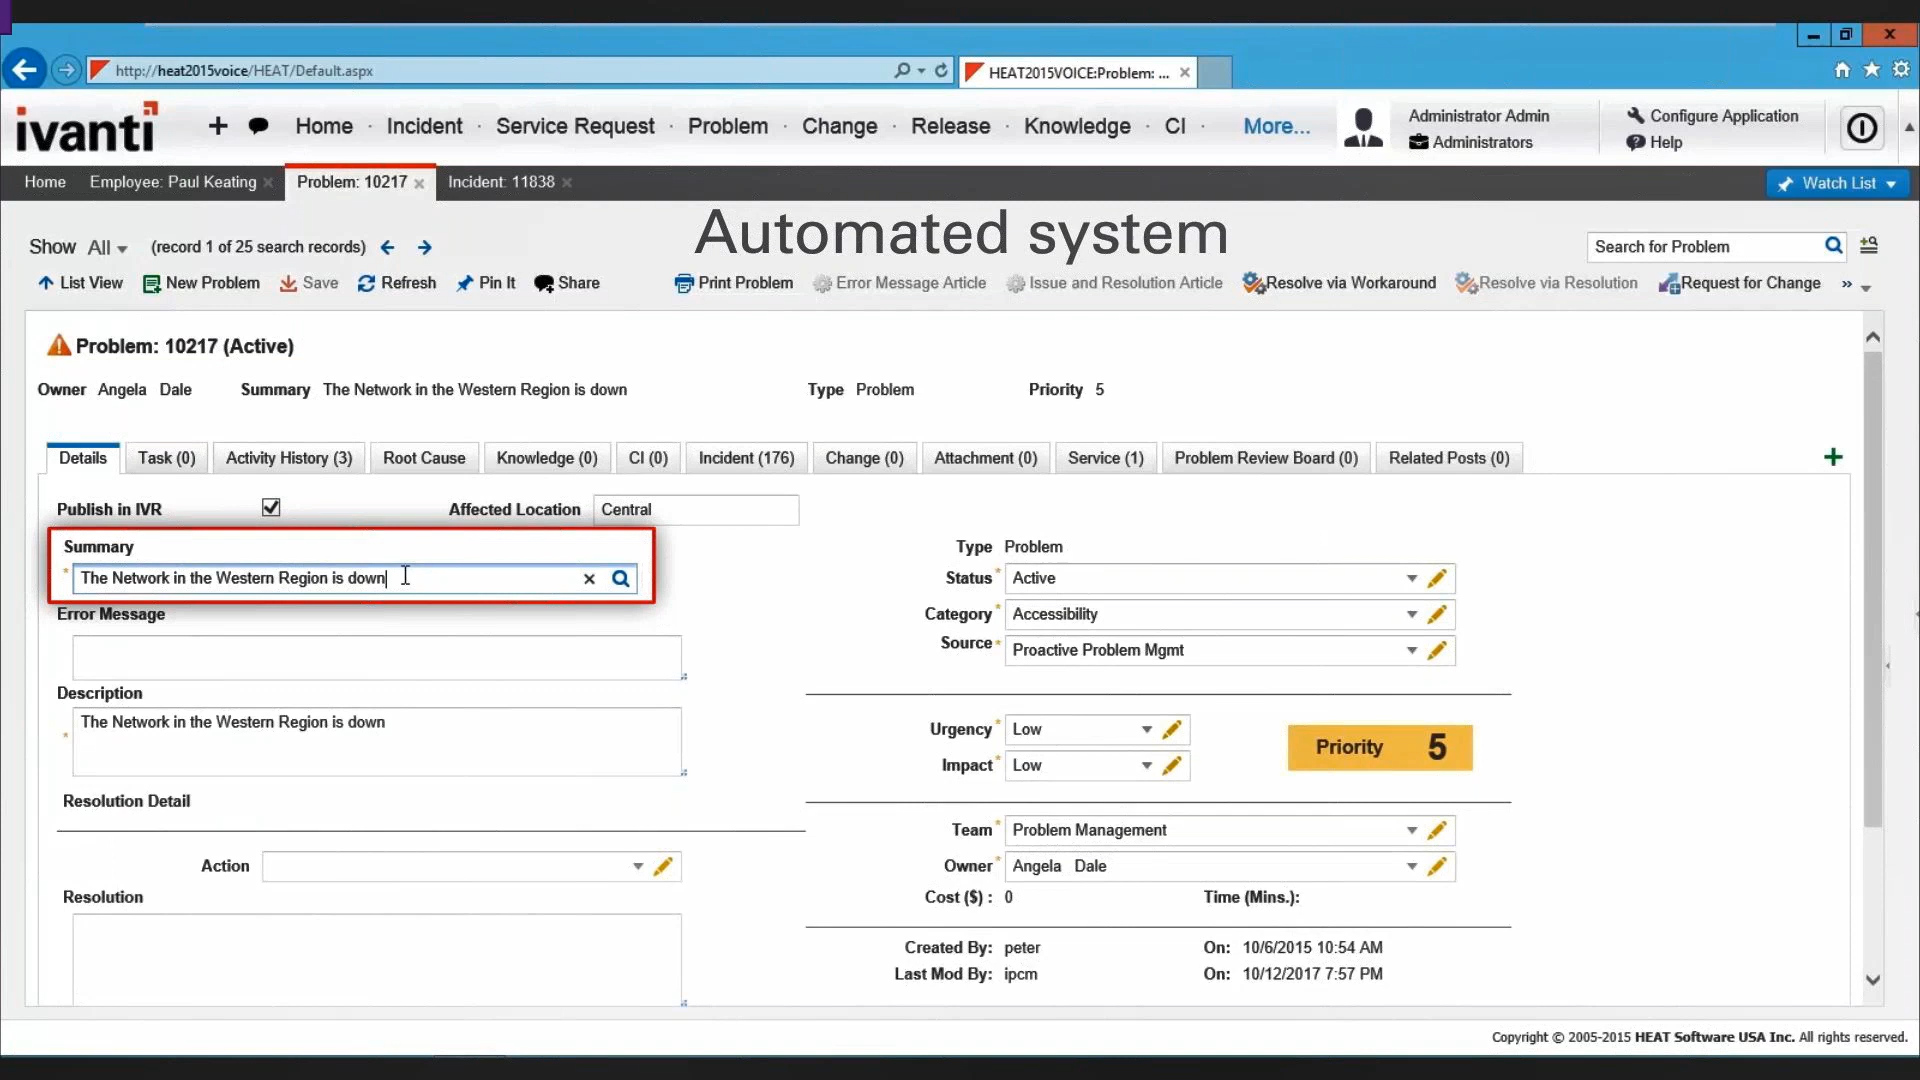 http://heat2015voice/HEAT/Default.aspx
HEAT2015VOICE:Problem: ...
ivanti
Home · Incident · Service Request · Problem · Change · Release · Knowledge · CI · More...
Administrator Admin
Administrators
Configure Application
Help
Home
Employee: Paul Keating
Problem: 10217
Incident: 11838
Watch List
Automated system
Show All (record 1 of 25 search records)
Search for Problem
List View New Problem Save Refresh Pin It Share Print Problem Error Message Article Issue and Resolution Article Resolve via Workaround Resolve via Resolution Request for Change »
Problem: 10217 (Active)
Owner Angela Dale Summary The Network in the Western Region is down Type Problem Priority 5
Details Task (0) Activity History (3) Root Cause Knowledge (0) CI (0) Incident (176) Change (0) Attachment (0) Service (1) Problem Review Board (0) Related Posts (0)
Publish in IVR
Affected Location Central
Summary
* The Network in the Western Region is down
Error Message
Description
* The Network in the Western Region is down
Resolution Detail
Action
Resolution
Type Problem
Status * Active
Category * Accessibility
Source * Proactive Problem Mgmt
Urgency * Low
Impact * Low
Priority 5
Team * Problem Management
Owner * Angela Dale
Cost ($) : 0 Time (Mins.):
Created By: peter On: 10/6/2015 10:54 AM
Last Mod By: ipcm On: 10/12/2017 7:57 PM
Copyright © 2005-2015 HEAT Software USA Inc. All rights reserved.